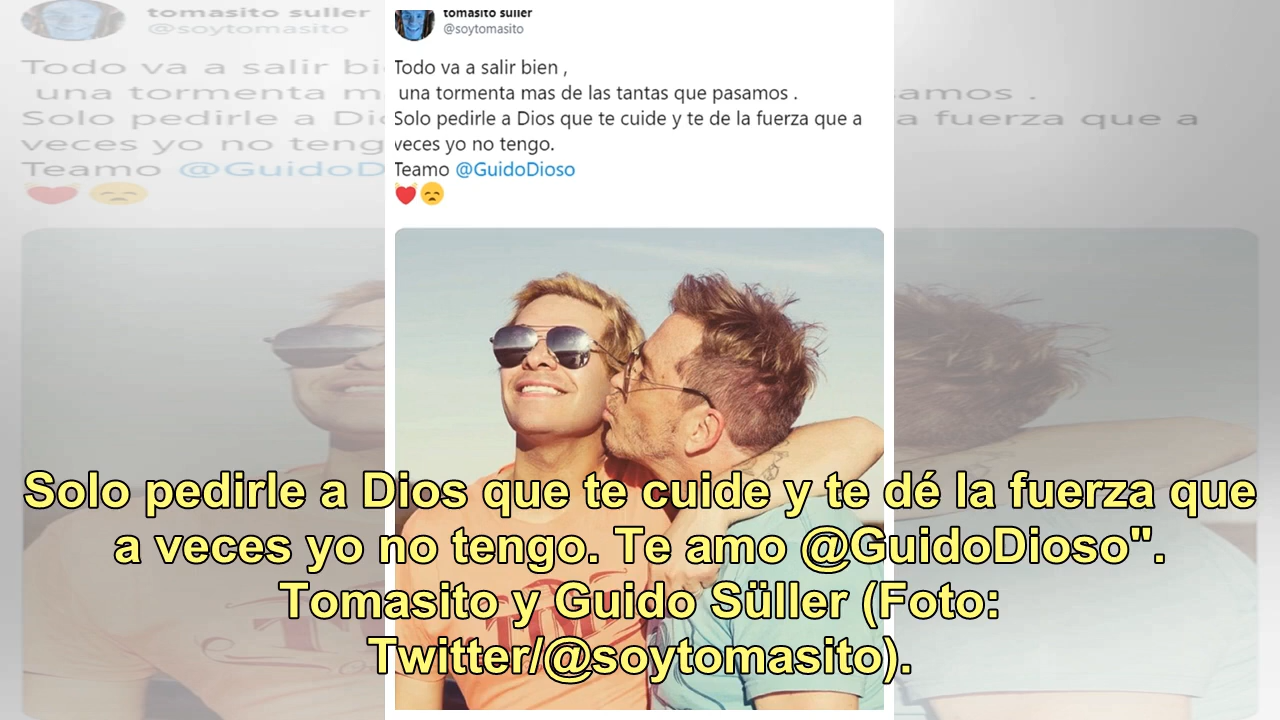 tomasito suller
@soytomasito
Todo va a salir bien ,
una tormenta mas de las tantas que pasamos .
Solo pedirle a Dios que te cuide y te de la fuerza que a
veces yo no tengo.
Teamo @GuidoDioso
Solo pedirle a Dios que te cuide y te dé la fuerza que
a veces yo no tengo. Te amo @GuidoDioso".
Tomasito y Guido Süller (Foto:
Twitter/@soytomasito).